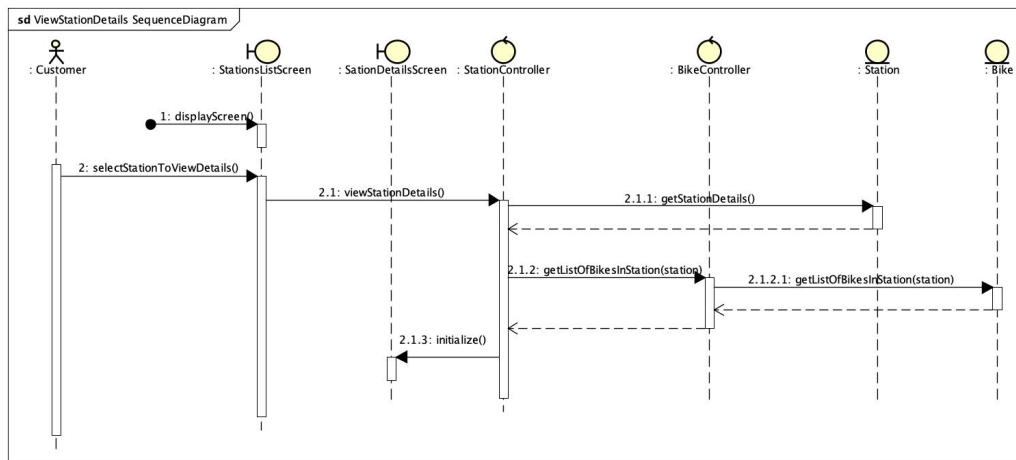 sd ViewStationDetails SequenceDiagram
: Customer
: StationsListScreen
: SationDetailsScreen
: StationController
: BikeController
: Station
: Bike
1: displayScreen()
2: selectStationToViewDetails()
2.1: viewStationDetails()
2.1.1: getStationDetails()
2.1.2: getListOfBikesInStation(station)
2.1.2.1: getListOfBikesInStation(station)
2.1.3: initialize()